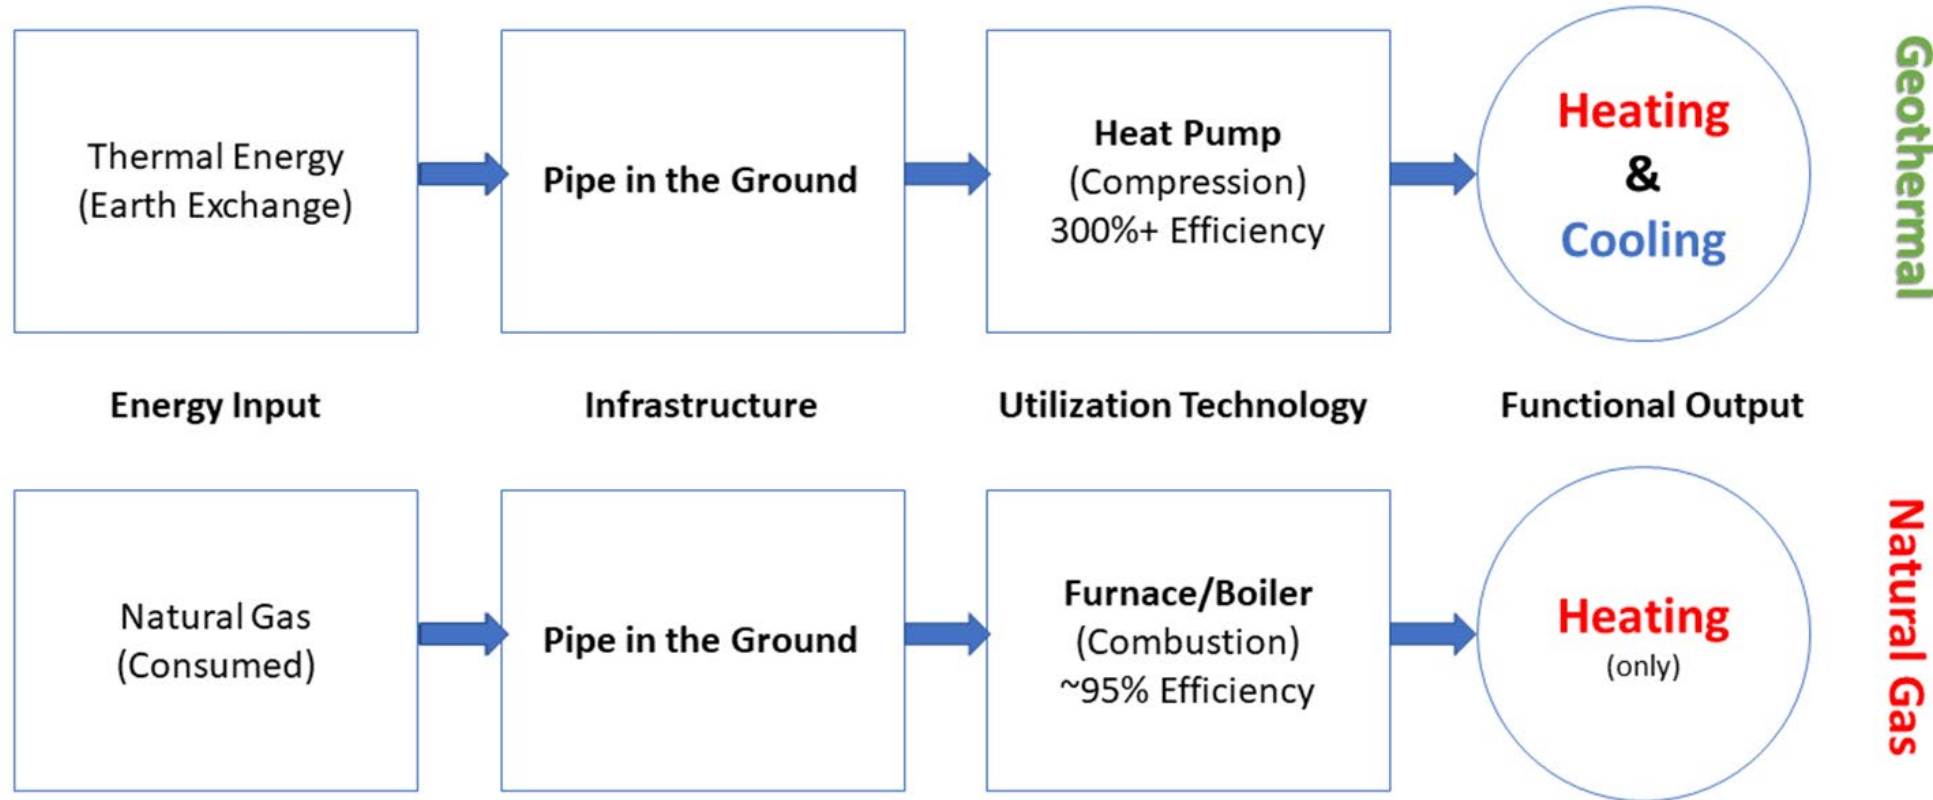 Thermal Energy
(Earth Exchange)
Pipe in the Ground
Heat Pump
(Compression)
300%+ Efficiency
Heating
&
Cooling
Geothermal
Energy Input
Infrastructure
Utilization Technology
Functional Output
Natural Gas
(Consumed)
Pipe in the Ground
Furnace/Boiler
(Combustion)
~95% Efficiency
Heating
(only)
Natural Gas